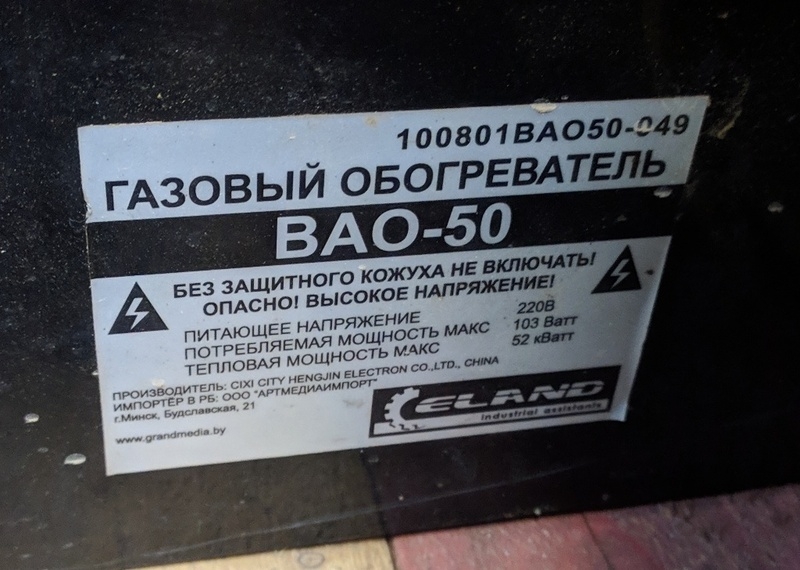 100801BAO50-049
ГАЗОВЫЙ ОБОГРЕВАТЕЛЬ
BAO-50
БЕЗ ЗАЩИТНОГО КОЖУХА НЕ ВКЛЮЧАТЬ!
ОПАСНО! ВЫСОКОЕ НАПРЯЖЕНИЕ!
ПИТАЮЩЕЕ НАПРЯЖЕНИЕ 220В
ПОТРЕБЛЯЕМАЯ МОЩНОСТЬ МАКС 103 Ватт
ТЕПЛОВАЯ МОЩНОСТЬ МАКС 52 кВатт
ПРОИЗВОДИТЕЛЬ: CIXI CITY HENGJIN ELECTRON CO.,LTD., CHINA
ИМПОРТЁР В РБ: ООО "АРТМЕДИАИМПОРТ"
г.Минск, Будславская, 21
www.grandmedia.by
ELAND
industrial assistants